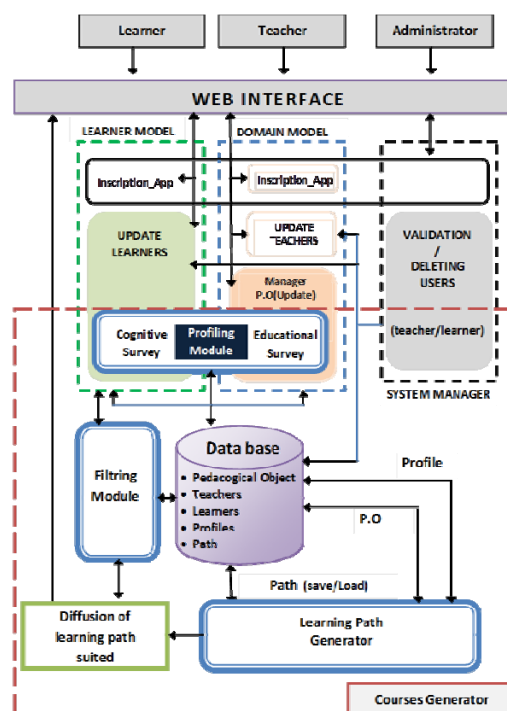 Learner
Teacher
Administrator
WEB INTERFACE
LEARNER MODEL
DOMAIN MODEL
Inscription_App
Inscription_App
UPDATE
LEARNERS
UPDATE
TEACHERS
Manager
P.O(Update)
VALIDATION
/
DELETING
USERS
(teacher/learner)
SYSTEM MANAGER
Cognitive
Survey
Profiling
Module
Educational
Survey
Filtring
Module
Data base
• Pedacogical Object
• Teachers
• Learners
• Profiles
• Path
Profile
P.O
Path (save/Load)
Diffusion of
learning path
suited
Learning Path
Generator
Courses Generator